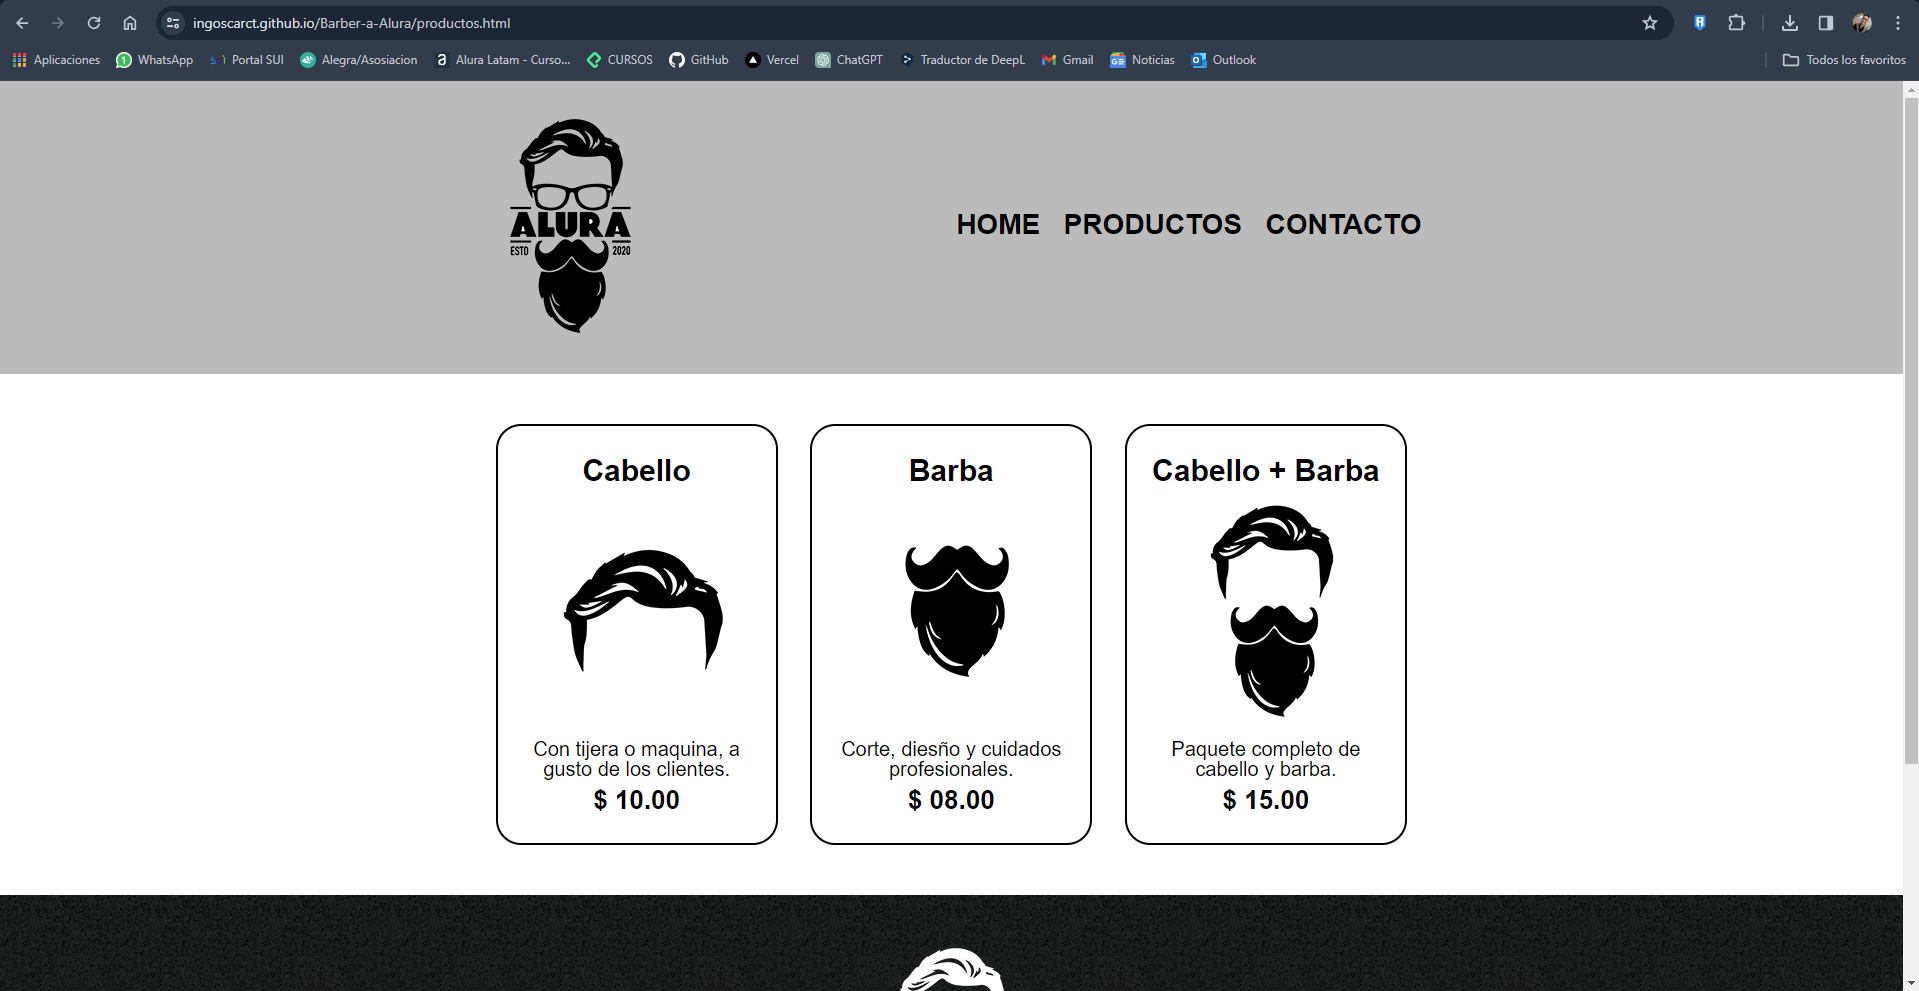 ingoscarct.github.io/Barber-a-Alura/productos.html
Aplicaciones WhatsApp Portal SUI Alegra/Asosiacion Alura Latam - Curso... CURSOS GitHub Vercel ChatGPT Traductor de DeepL Gmail Noticias Outlook Todos los favoritos
ALURA
ESTD 2020
HOME PRODUCTOS CONTACTO
Cabello
Con tijera o maquina, a
gusto de los clientes.
$ 10.00
Barba
Corte, diesño y cuidados
profesionales.
$ 08.00
Cabello + Barba
Paquete completo de
cabello y barba.
$ 15.00